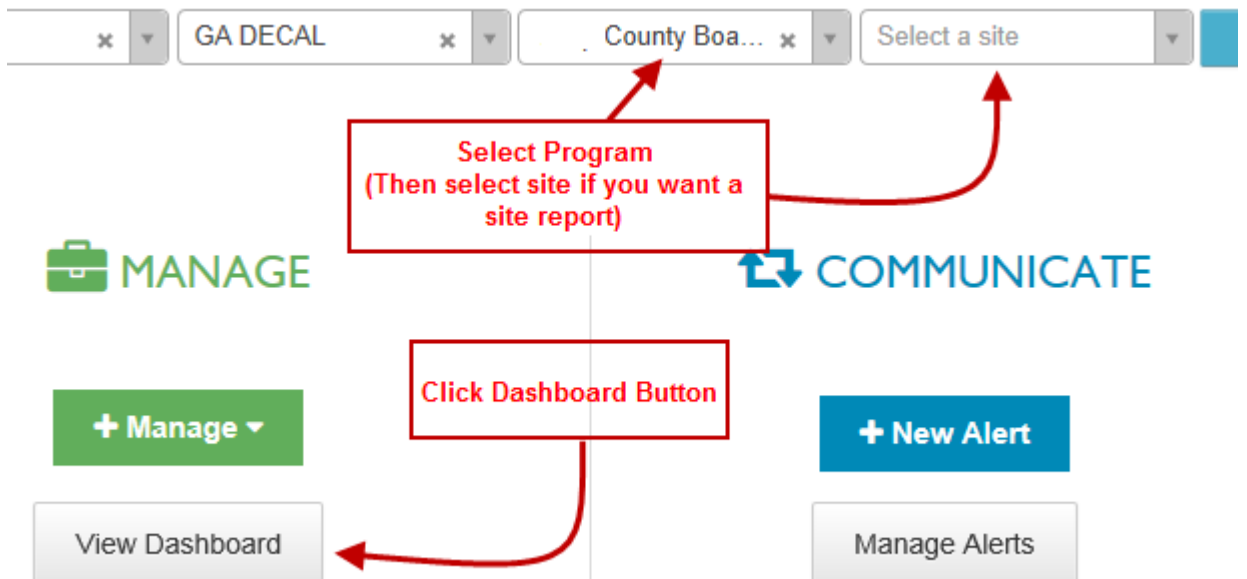 GA DECAL
. County Boa...
Select a site
Select Program
(Then select site if you want a
site report)
MANAGE
COMMUNICATE
Click Dashboard Button
+ Manage
+ New Alert
View Dashboard
Manage Alerts